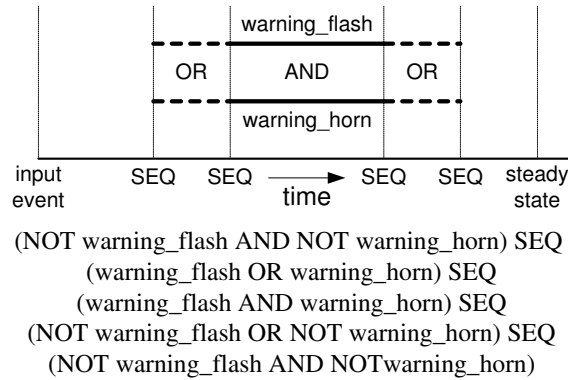 warning_flash
OR AND OR
warning_horn
input event SEQ SEQ time SEQ SEQ steady state
(NOT warning_flash AND NOT warning_horn) SEQ
(warning_flash OR warning_horn) SEQ
(warning_flash AND warning_horn) SEQ
(NOT warning_flash OR NOT warning_horn) SEQ
(NOT warning_flash AND NOTwarning_horn)